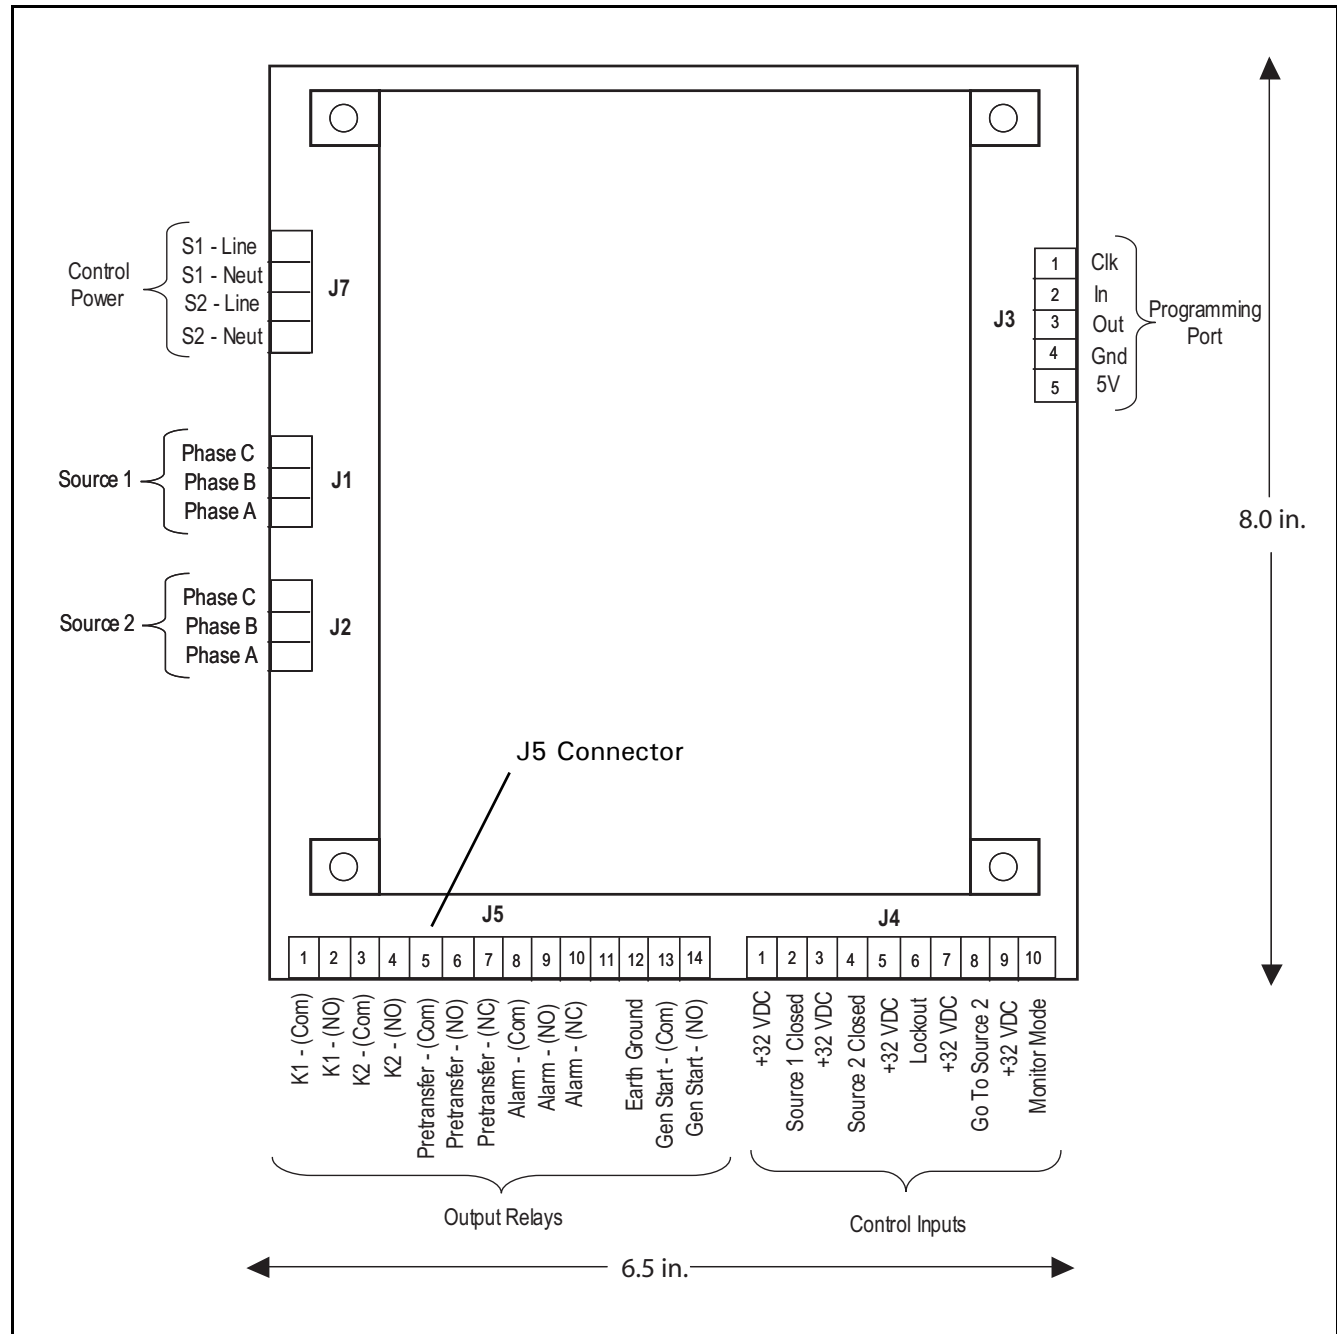 S1 - Line
S1 - Neut
S2 - Line
S2 - Neut
Control
Power
J7
Phase C
Phase B
Phase A
Source 1
J1
Phase C
Phase B
Phase A
Source 2
J2
J3
1 Clk
2 In
3 Out
4 Gnd
5 5V
Programming
Port
8.0 in.
J5 Connector
J5
J4
1 2 3 4 5 6 7 8 9 10 11 12 13 14
1 2 3 4 5 6 7 8 9 10
K1 - (Com)
K1 - (NO)
K2 - (Com)
K2 - (NO)
Pretransfer - (Com)
Pretransfer - (NO)
Pretransfer - (NC)
Alarm - (Com)
Alarm - (NO)
Alarm - (NC)
Earth Ground
Gen Start - (Com)
Gen Start - (NO)
+32 VDC
Source 1 Closed
+32 VDC
Source 2 Closed
+32 VDC
Lockout
+32 VDC
Go To Source 2
+32 VDC
Monitor Mode
Output Relays
Control Inputs
6.5 in.